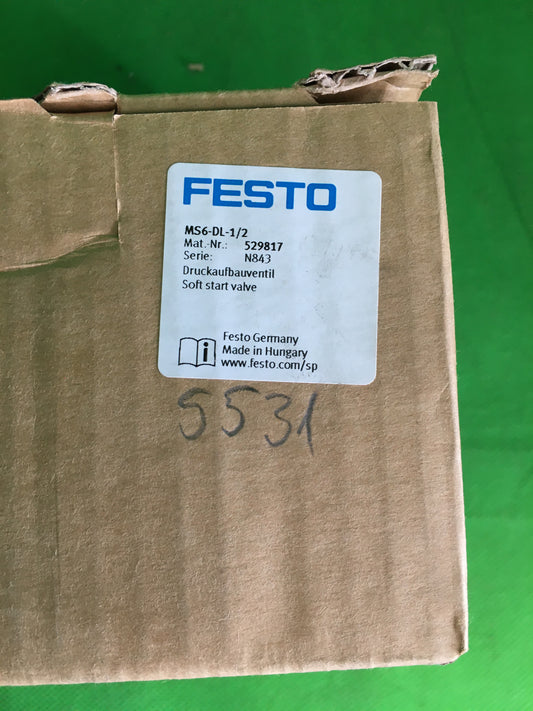 FESTO
MS6-DL-1/2
Mat.-Nr.: 529817
Serie: N843
Druckaufbauventil
Soft start valve
Festo Germany
Made in Hungary
www.festo.com/sp
5531